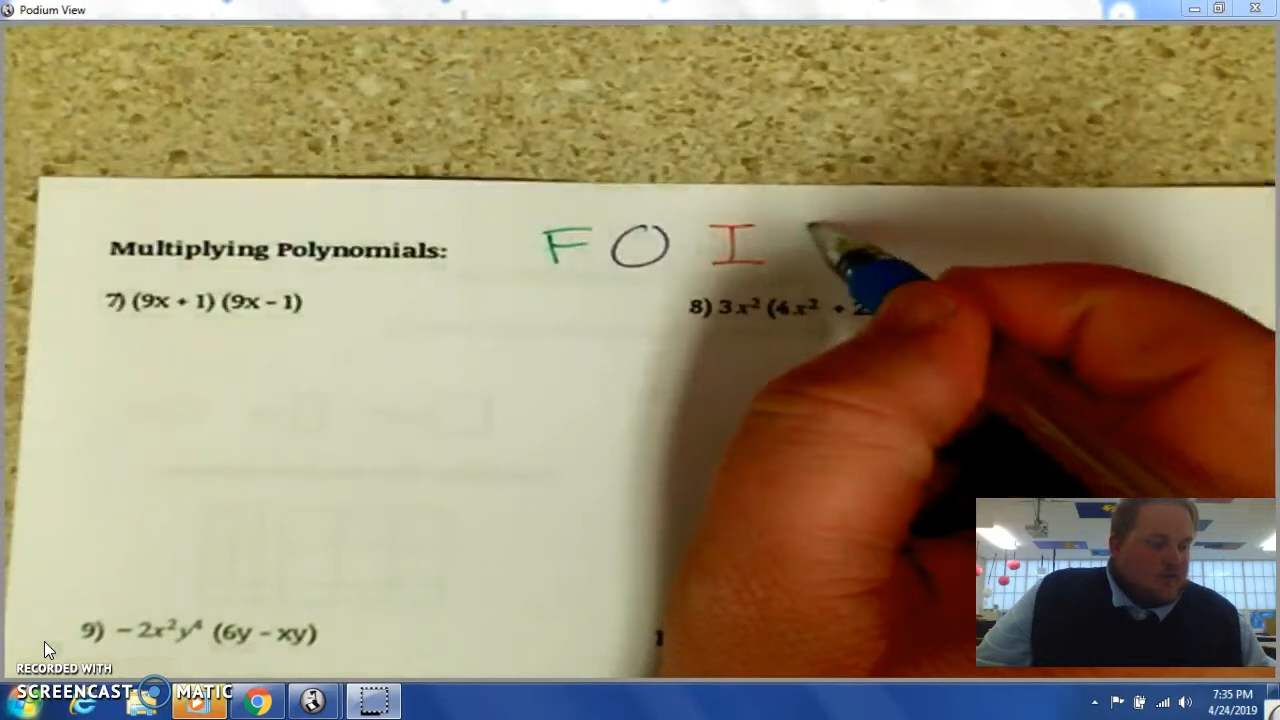 Podium View
Multiplying Polynomials: F O I
7) (9x + 1) (9x – 1)
8) 3x² (4x² +
9) – 2x²y⁴ (6y – xy)
RECORDED WITH
SCREENCAST MATIC
7:35 PM
4/24/2019